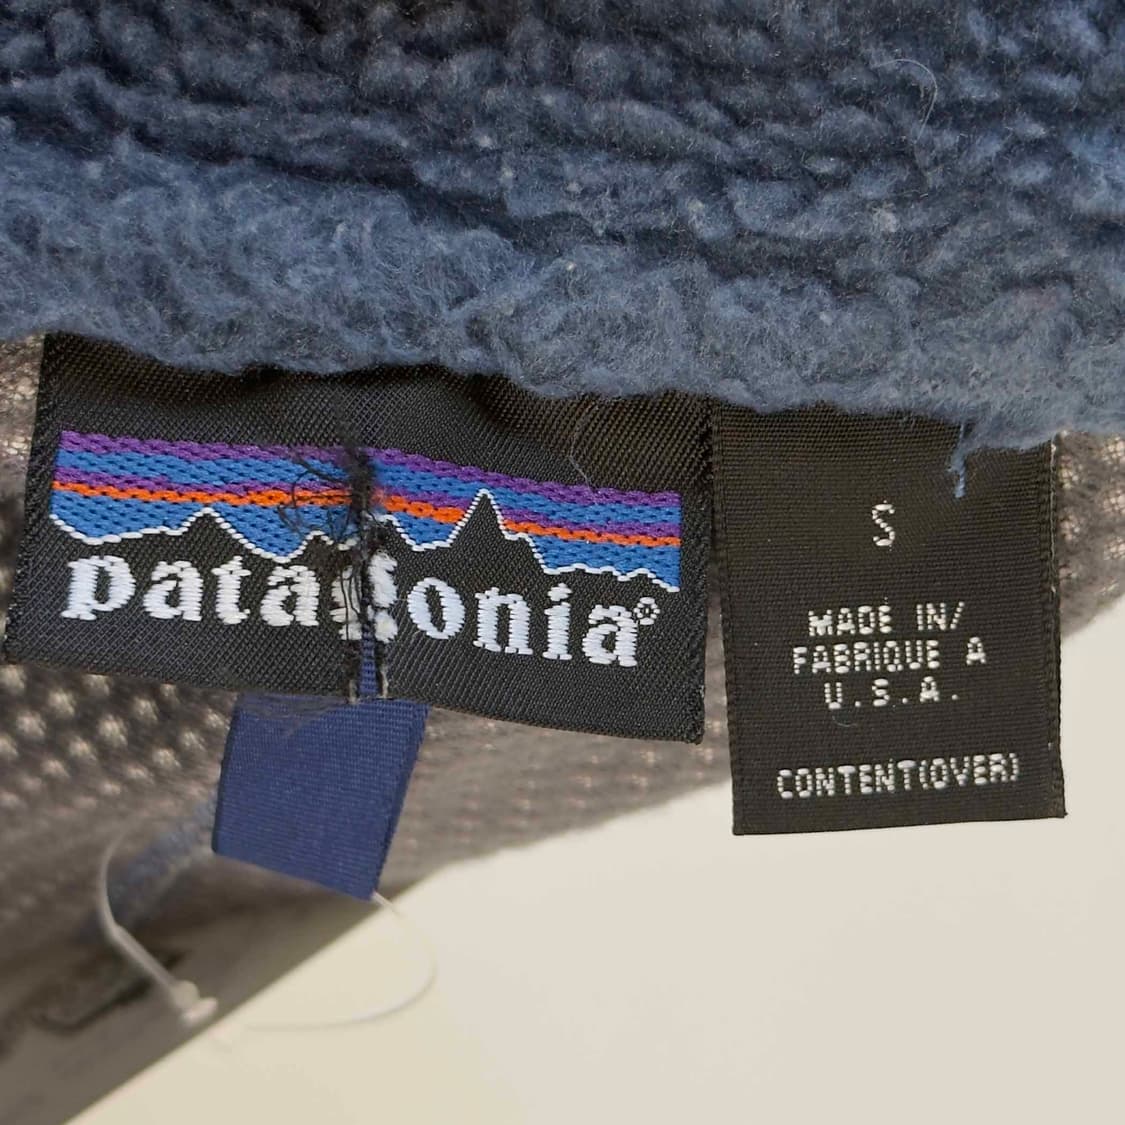 patagonia®
S
MADE IN/
FABRIQUE A
U.S.A.
CONTENT(OVER)